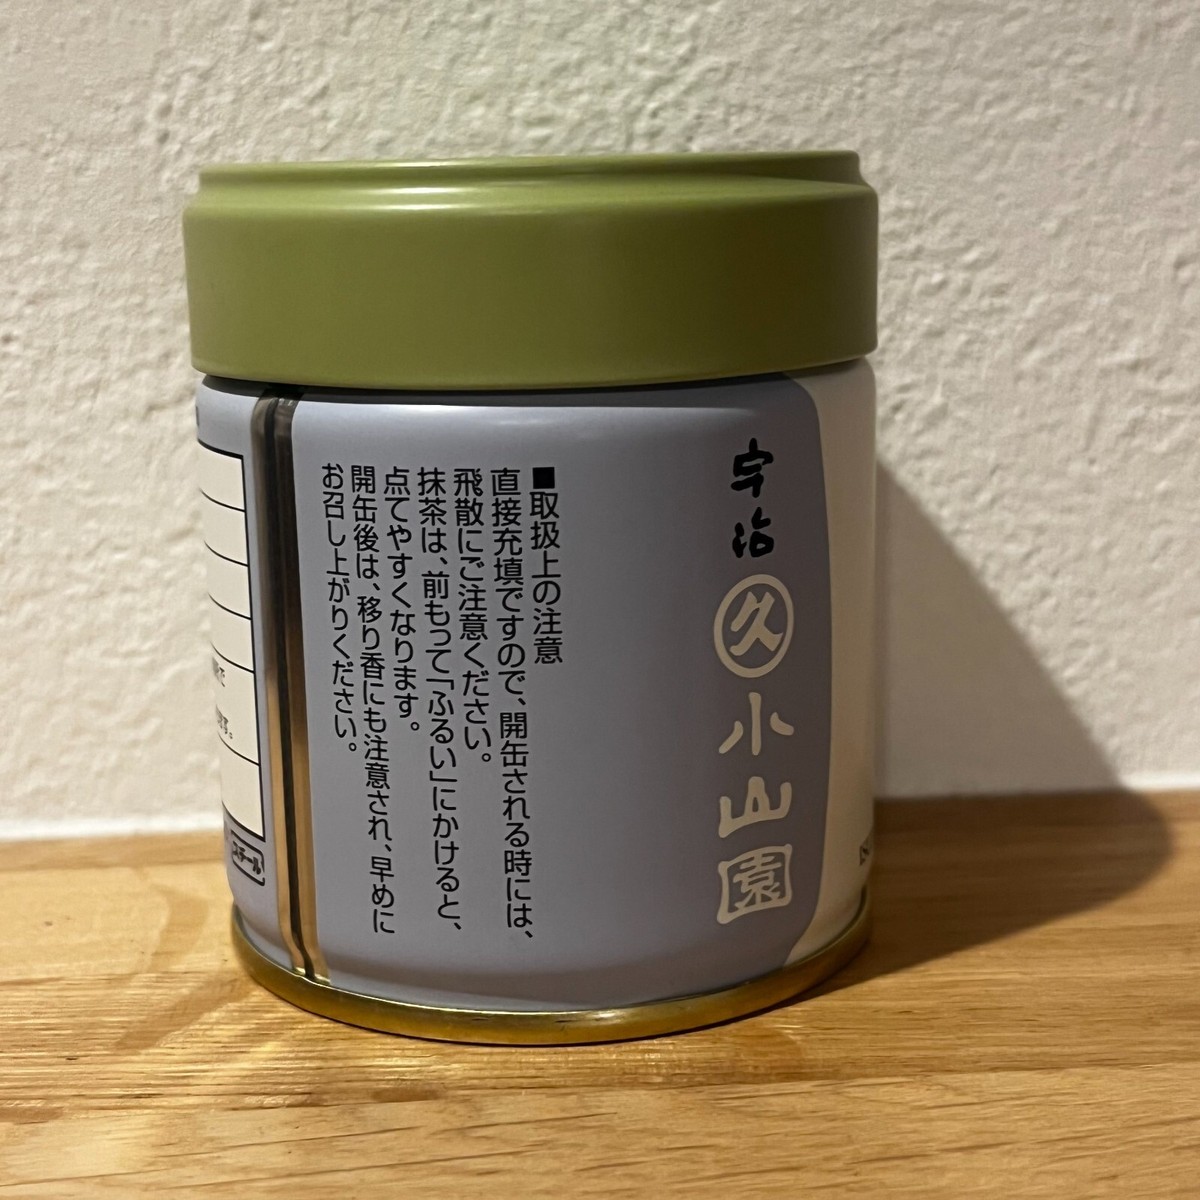 宇治
久
小山園
■取扱上の注意
直接充填ですので、開缶される時には、
飛散にご注意ください。
抹茶は、前もって「ふるい」にかけると、
点てやすくなります。
開缶後は、移り香にも注意され、早めに
お召し上がりください。
スチール